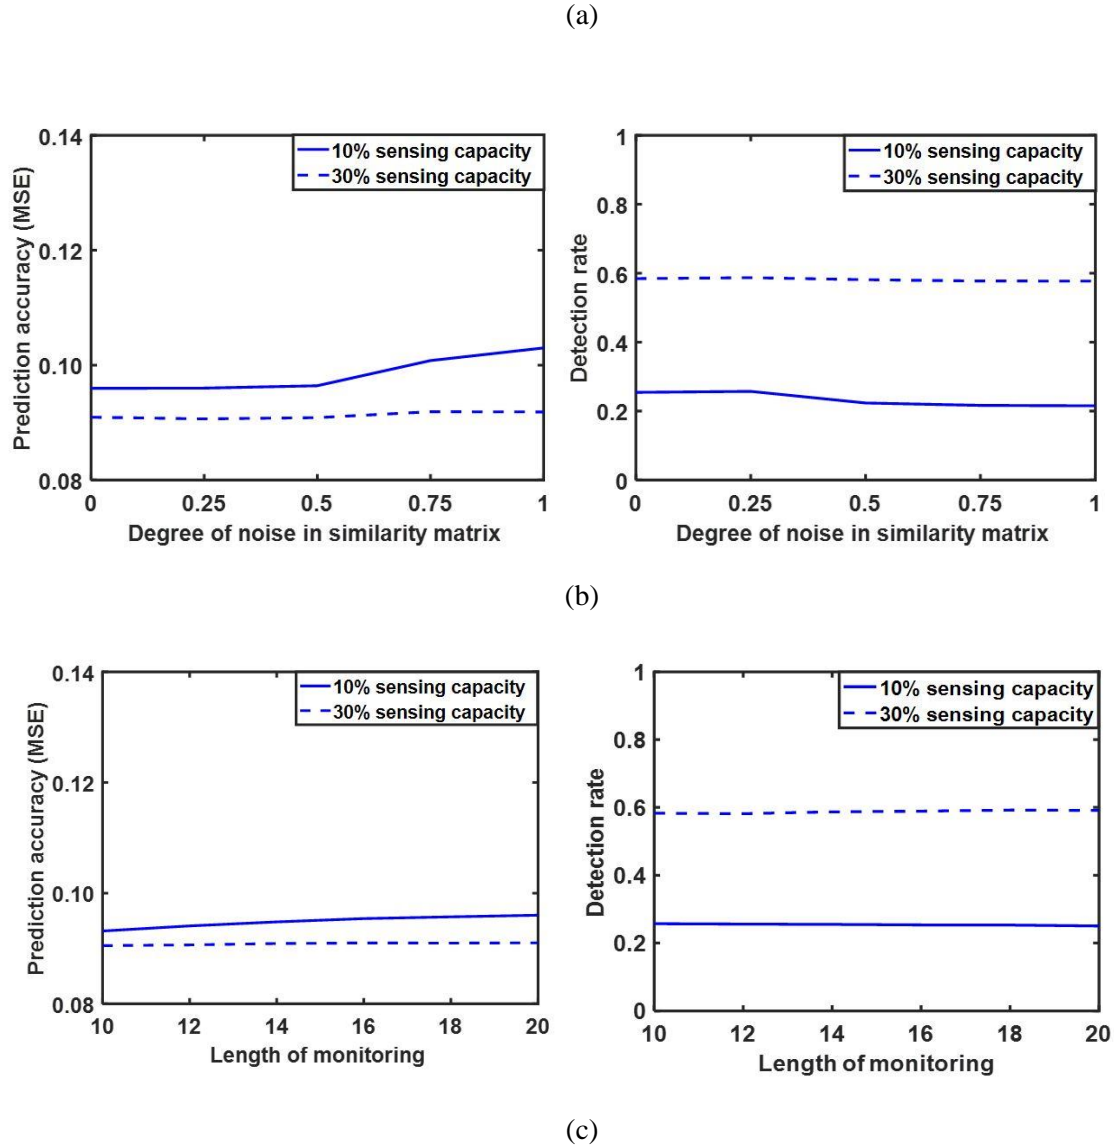 (a)
Prediction accuracy (MSE)
0.14
0.12
0.10
0.08
10% sensing capacity
30% sensing capacity
0 0.25 0.5 0.75 1
Degree of noise in similarity matrix
Detection rate
1
0.8
0.6
0.4
0.2
0
10% sensing capacity
30% sensing capacity
0 0.25 0.5 0.75 1
Degree of noise in similarity matrix
(b)
Prediction accuracy (MSE)
0.14
0.12
0.10
0.08
10% sensing capacity
30% sensing capacity
10 12 14 16 18 20
Length of monitoring
Detection rate
1
0.8
0.6
0.4
0.2
0
10% sensing capacity
30% sensing capacity
10 12 14 16 18 20
Length of monitoring
(c)